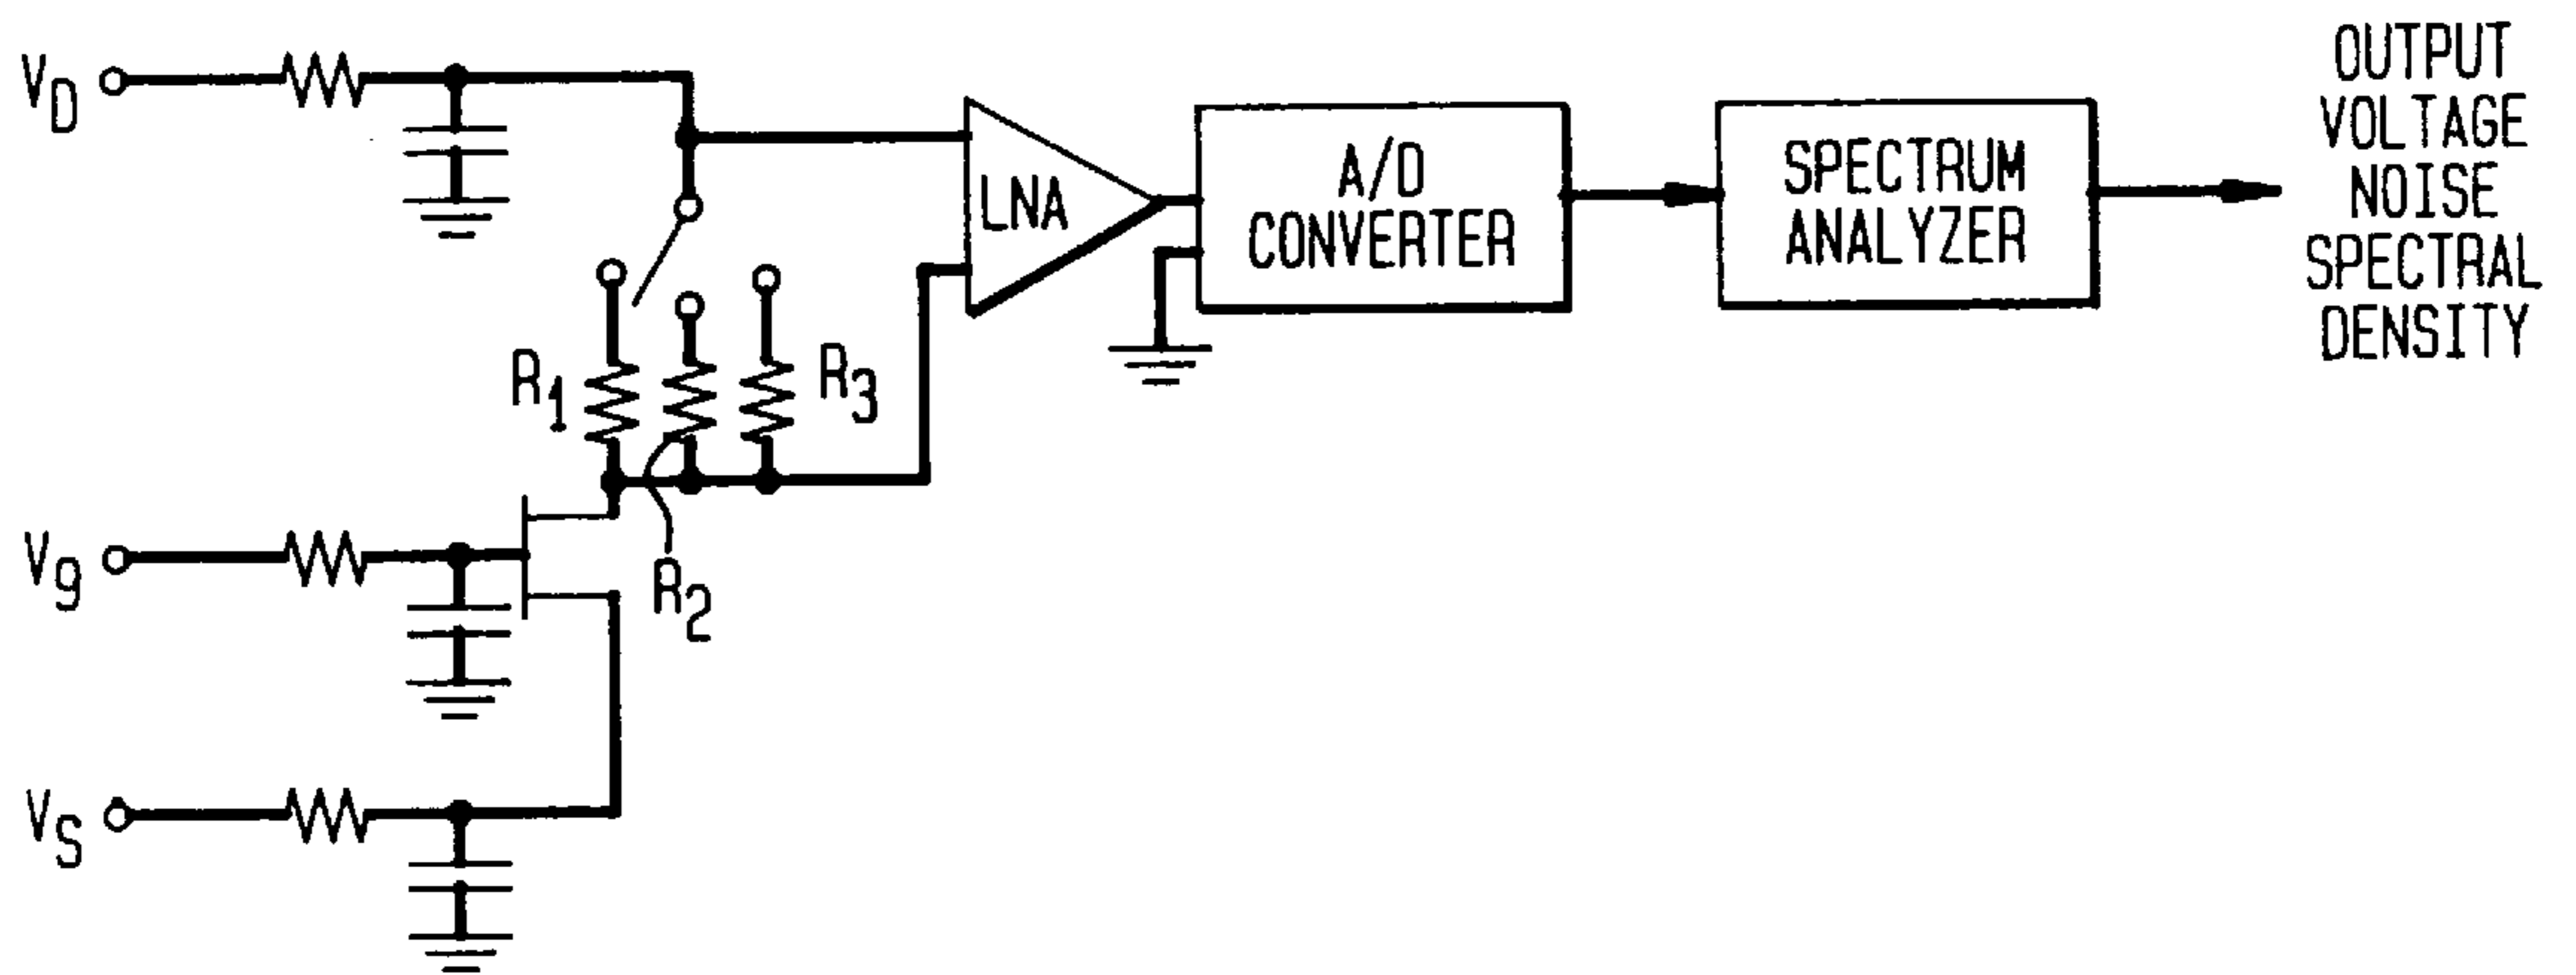 V_D
LNA
A/D
CONVERTER
SPECTRUM
ANALYZER
OUTPUT
VOLTAGE
NOISE
SPECTRAL
DENSITY
R_1
R_3
V_g
R_2
V_S